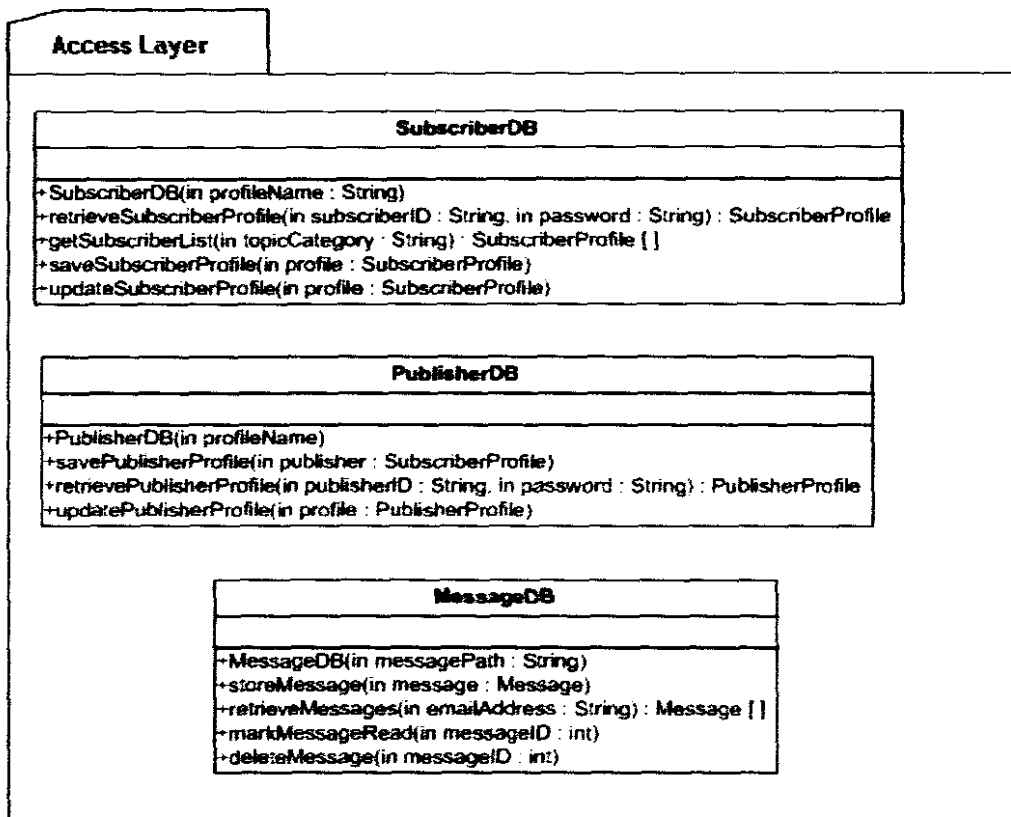 Access Layer
SubscriberDB
+SubscriberDB(in profileName : String)
+retrieveSubscriberProfile(in subscriberID : String, in password : String) : SubscriberProfile
+getSubscriberList(in topicCategory : String) : SubscriberProfile [ ]
+saveSubscriberProfile(in profile : SubscriberProfile)
+updateSubscriberProfile(in profile : SubscriberProfile)
PublisherDB
+PublisherDB(in profileName)
+savePublisherProfile(in publisher : SubscriberProfile)
+retrievePublisherProfile(in publisherID : String, in password : String) : PublisherProfile
+updatePublisherProfile(in profile : PublisherProfile)
MessageDB
+MessageDB(in messagePath : String)
+storeMessage(in message : Message)
+retrieveMessages(in emailAddress : String) : Message [ ]
+markMessageRead(in messageID : int)
+deleteMessage(in messageID : int)